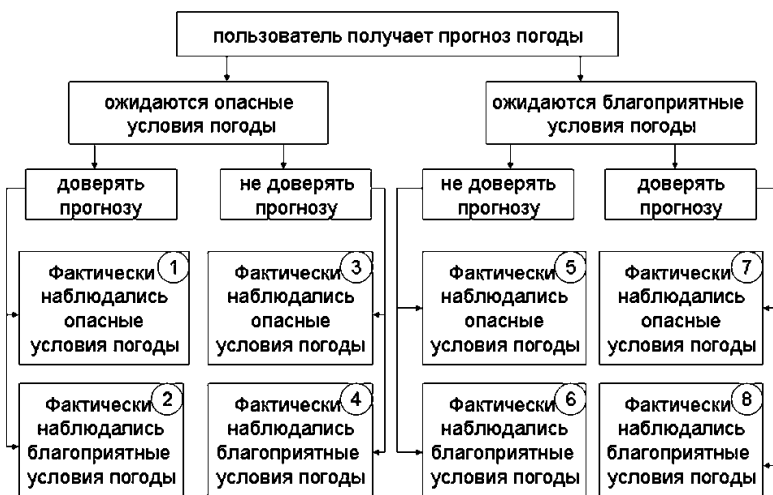 пользователь получает прогноз погоды
ожидаются опасные
условия погоды
ожидаются благоприятные
условия погоды
доверять
прогнозу
не доверять
прогнозу
не доверять
прогнозу
доверять
прогнозу
1
Фактически
наблюдались
опасные
условия погоды
3
Фактически
наблюдались
опасные
условия погоды
5
Фактически
наблюдались
опасные
условия погоды
7
Фактически
наблюдались
опасные
условия погоды
2
Фактически
наблюдались
благоприятные
условия погоды
4
Фактически
наблюдались
благоприятные
условия погоды
6
Фактически
наблюдались
благоприятные
условия погоды
8
Фактически
наблюдались
благоприятные
условия погоды